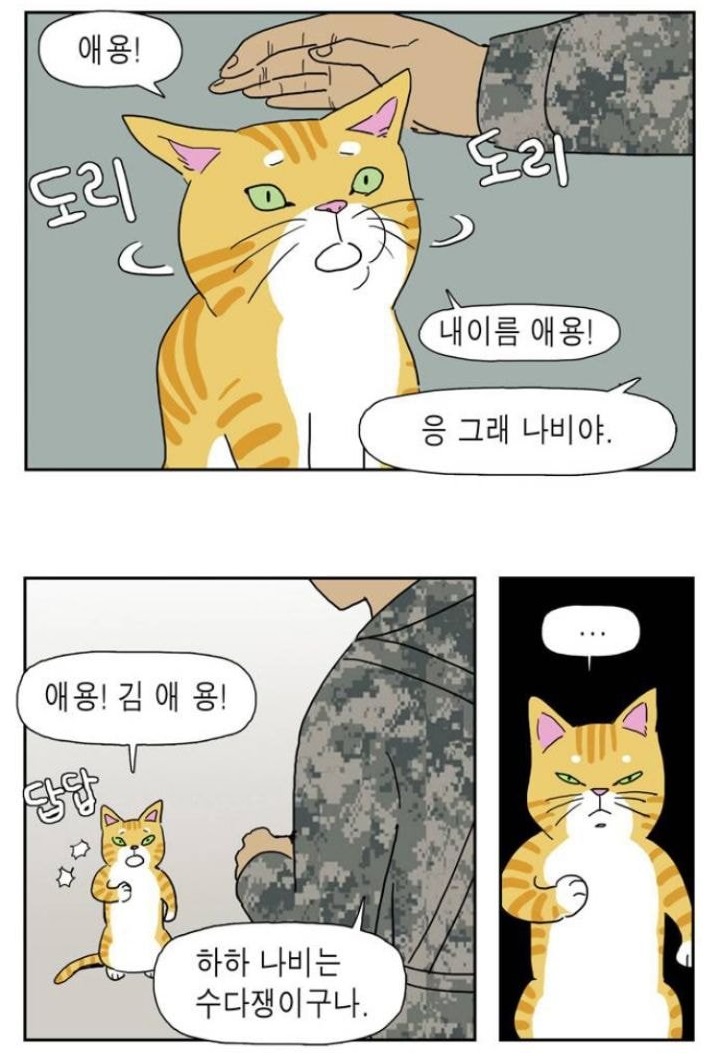 애용!
도리
도리
내이름 애용!
응 그래 나비야.
애용! 김 애 용!
답답
하하 나비는
수다쟁이구나.
...